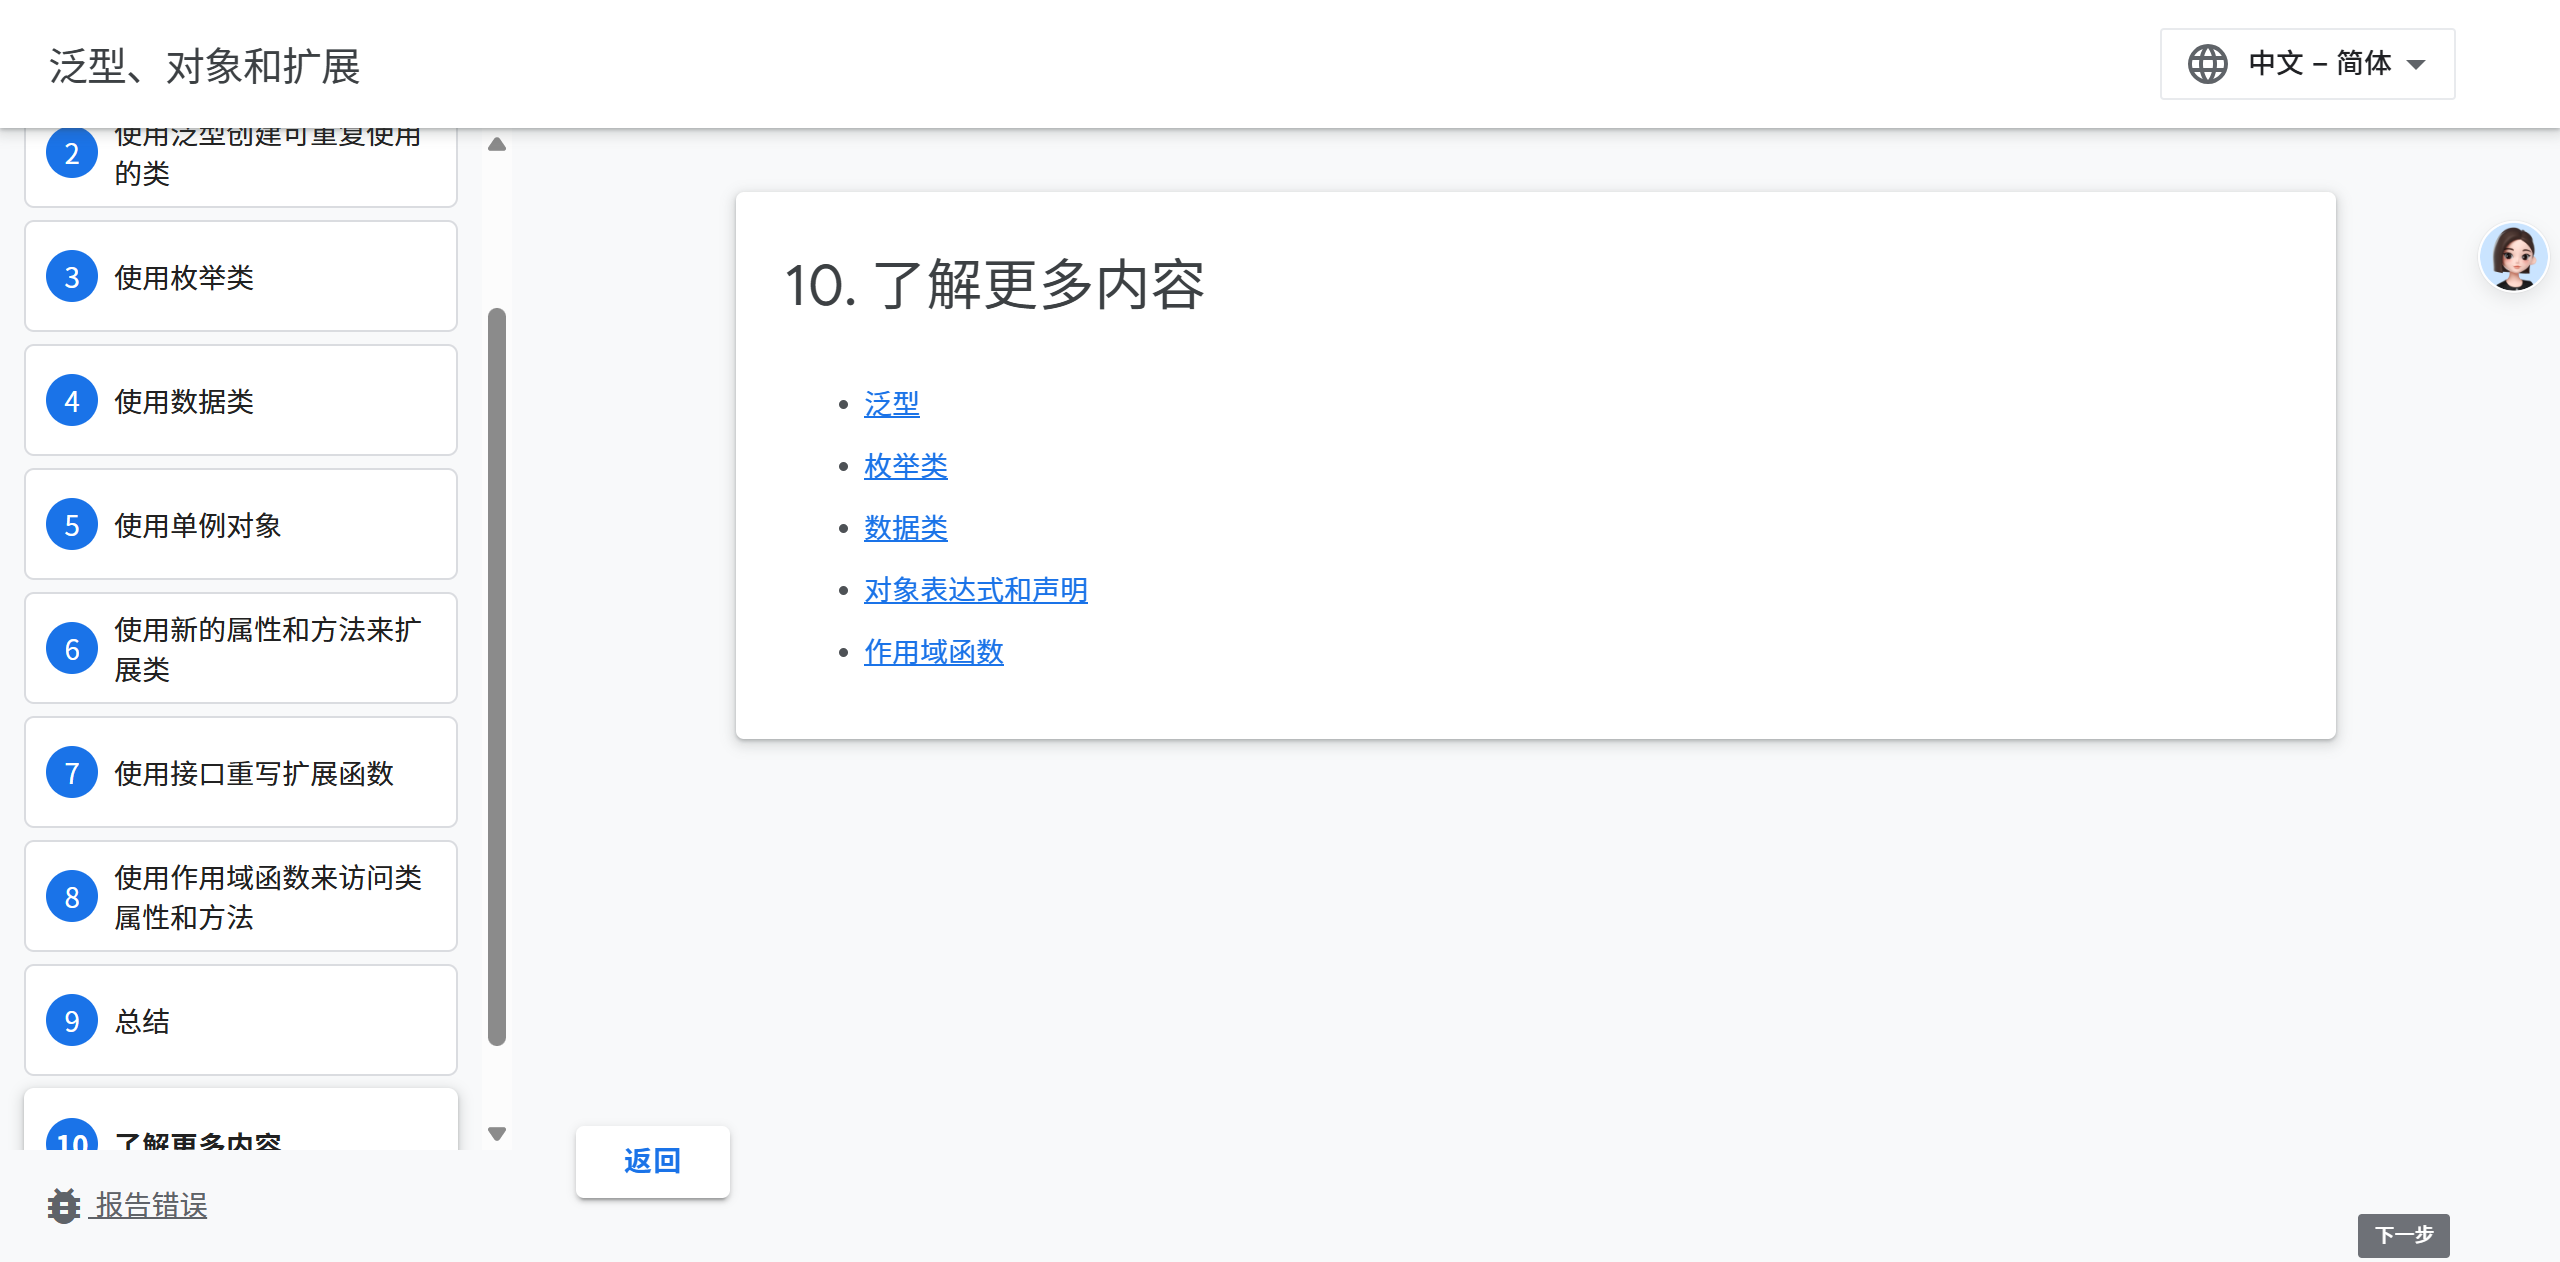 泛型、对象和扩展
中文 – 简体
2
使用泛型创建可重复使用
的类
3
使用枚举类
4
使用数据类
5
使用单例对象
6
使用新的属性和方法来扩
展类
7
使用接口重写扩展函数
8
使用作用域函数来访问类
属性和方法
9
总结
10
了解更多内容
报告错误
10. 了解更多内容
泛型
枚举类
数据类
对象表达式和声明
作用域函数
返回
下一步